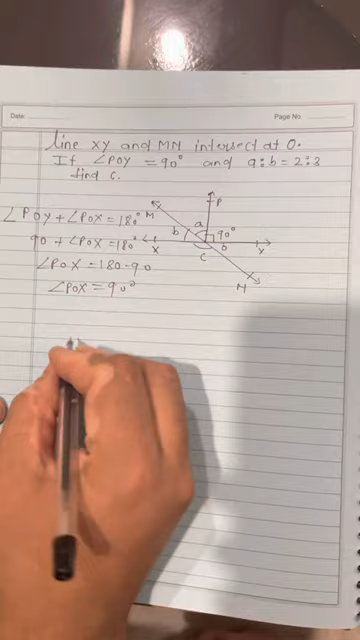 Date:
Page No.
Line XY and MN intersect at O.
If ∠POY = 90° and a:b = 2:3
find c.
∠POY + ∠POX = 180°
90 + ∠POX = 180°
∠POX = 180-90
∠POX = 90°
M
P
a
90°
b
X
O
Y
C
N